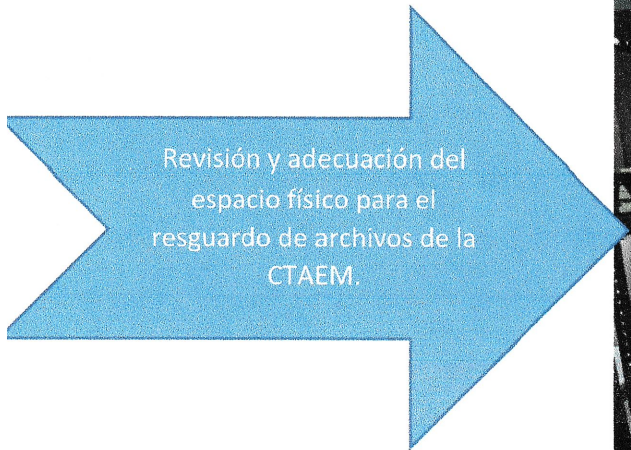 Revisión y adecuación del
espacio físico para el
resguardo de archivos de la
CTAEM.